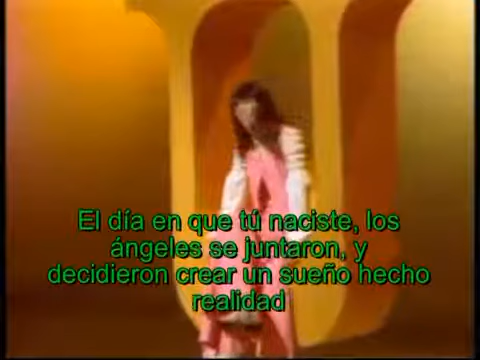 El día en que tú naciste, los
ángeles se juntaron, y
decidieron crear un sueño hecho
realidad